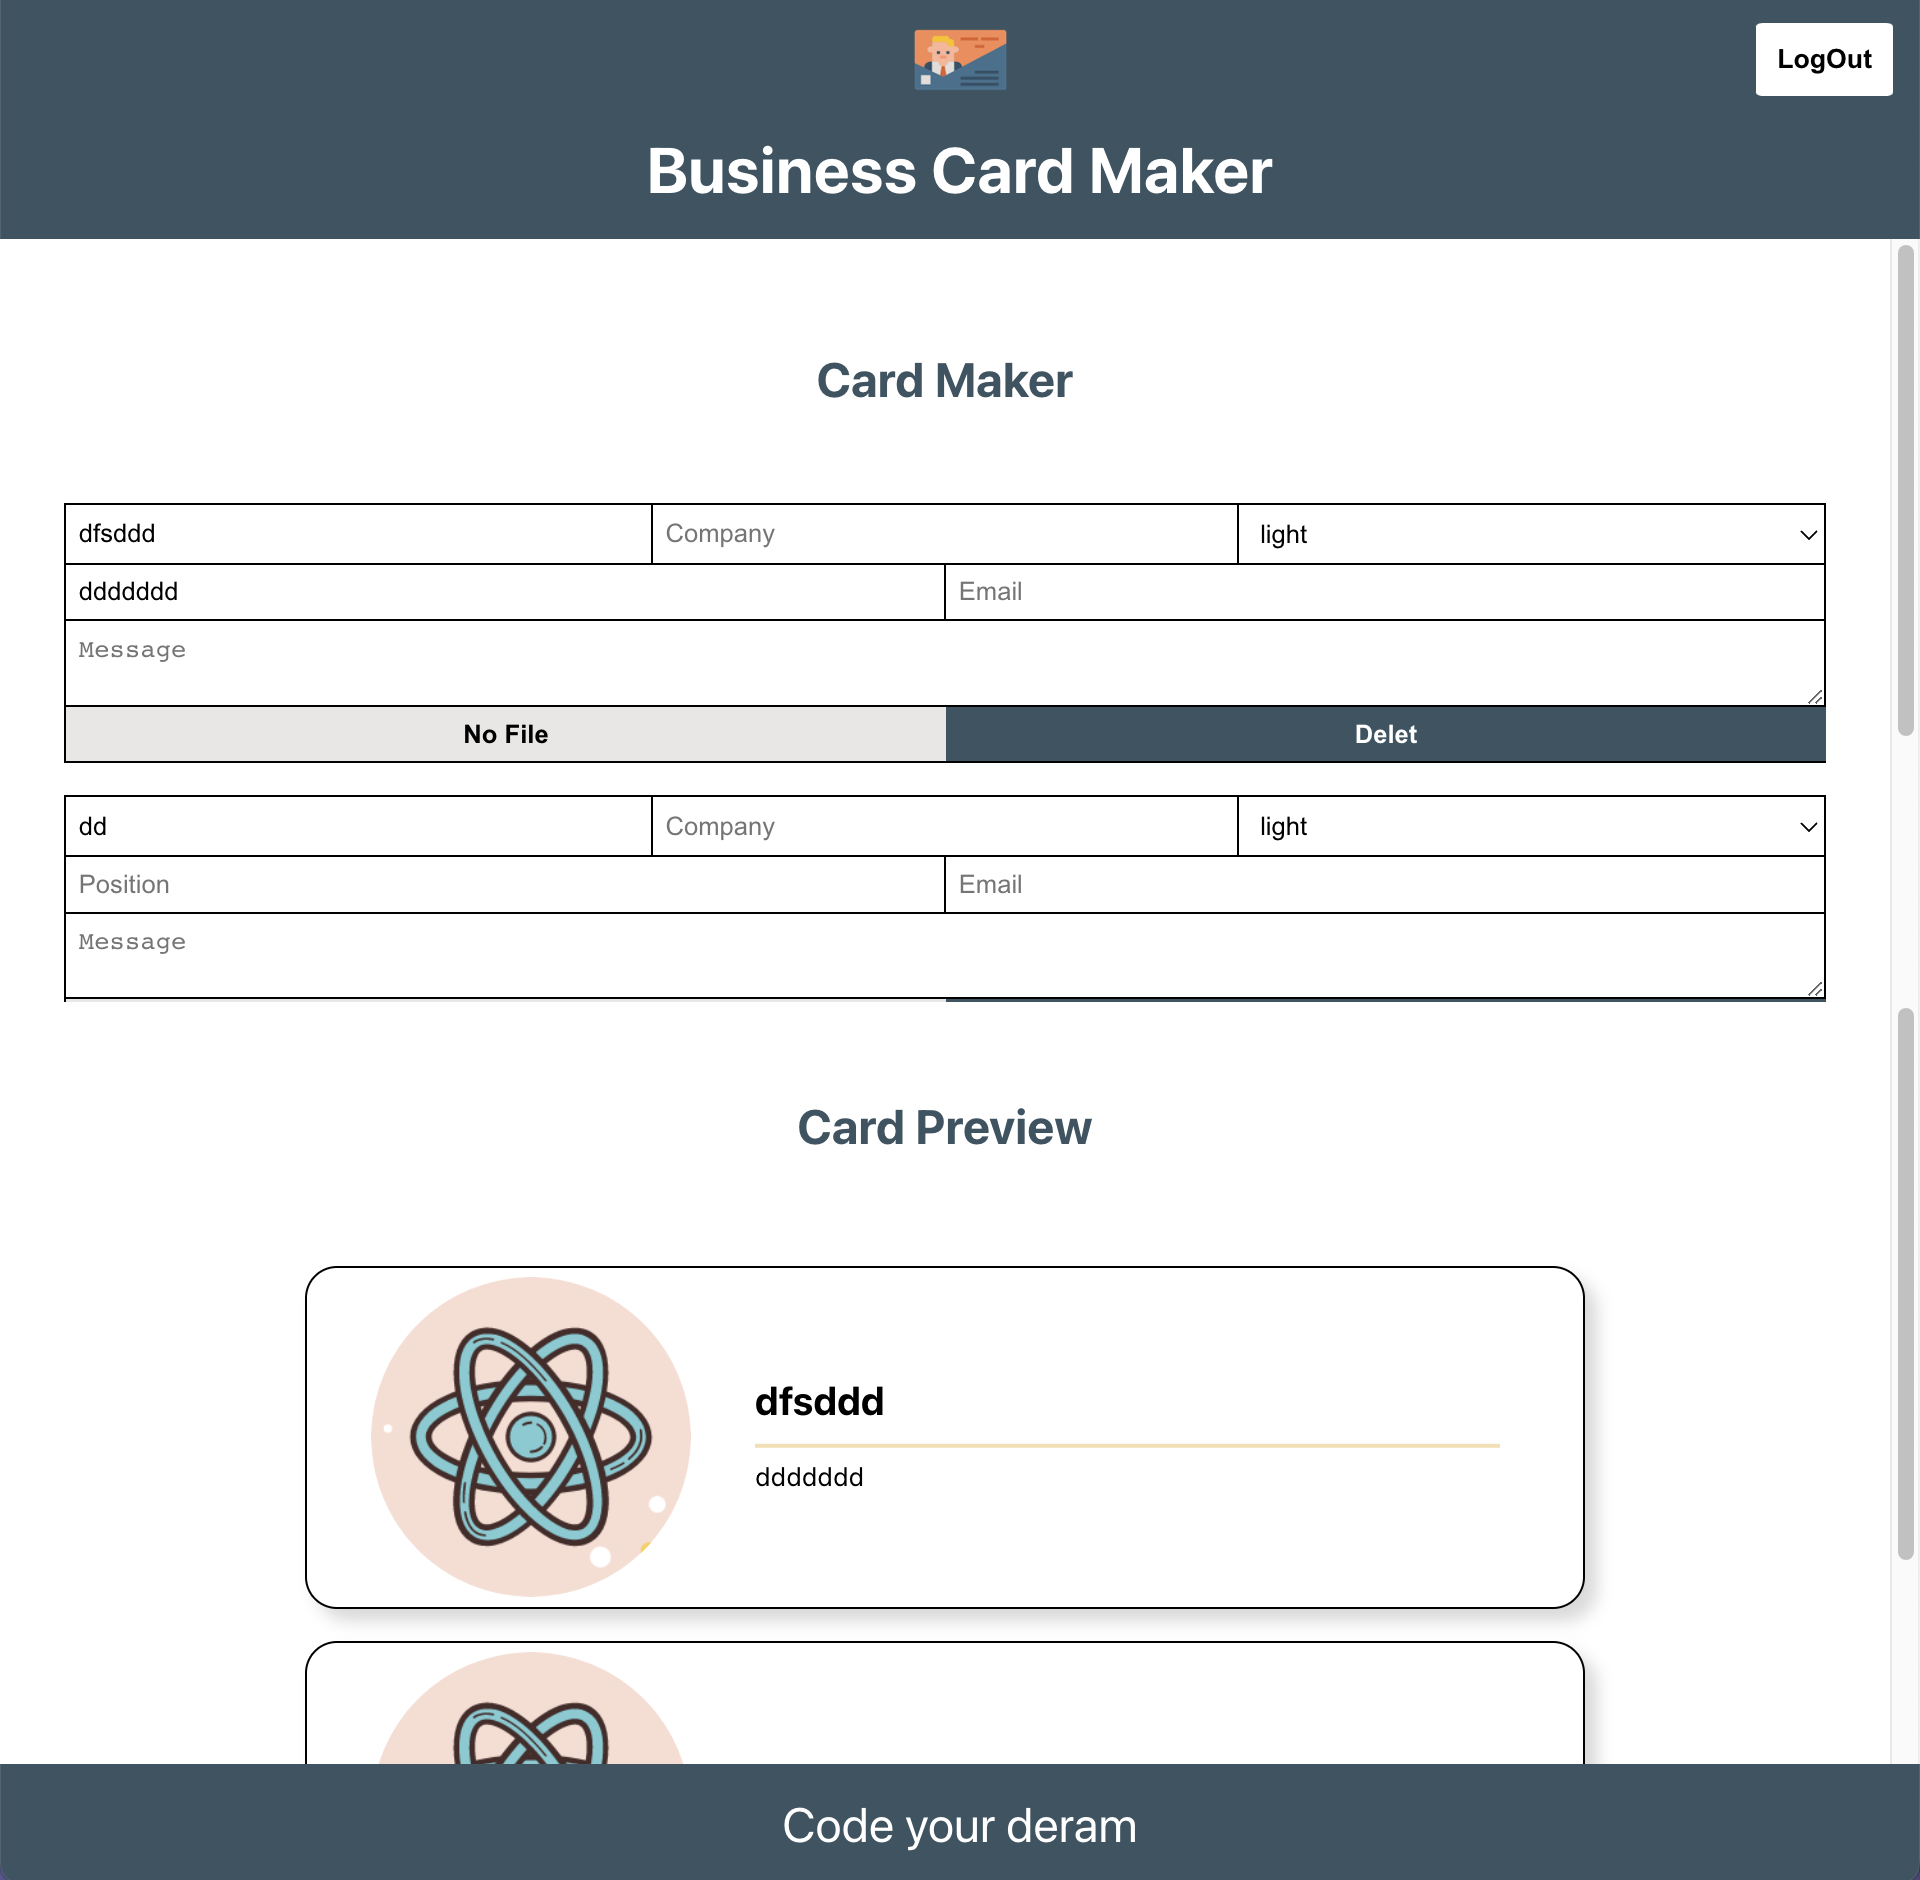 LogOut
Business Card Maker
Card Maker
dfsddd Company light
ddddddd Email
Message
No File Delet
dd Company light
Position Email
Message
Card Preview
dfsddd
ddddddd
Code your deram